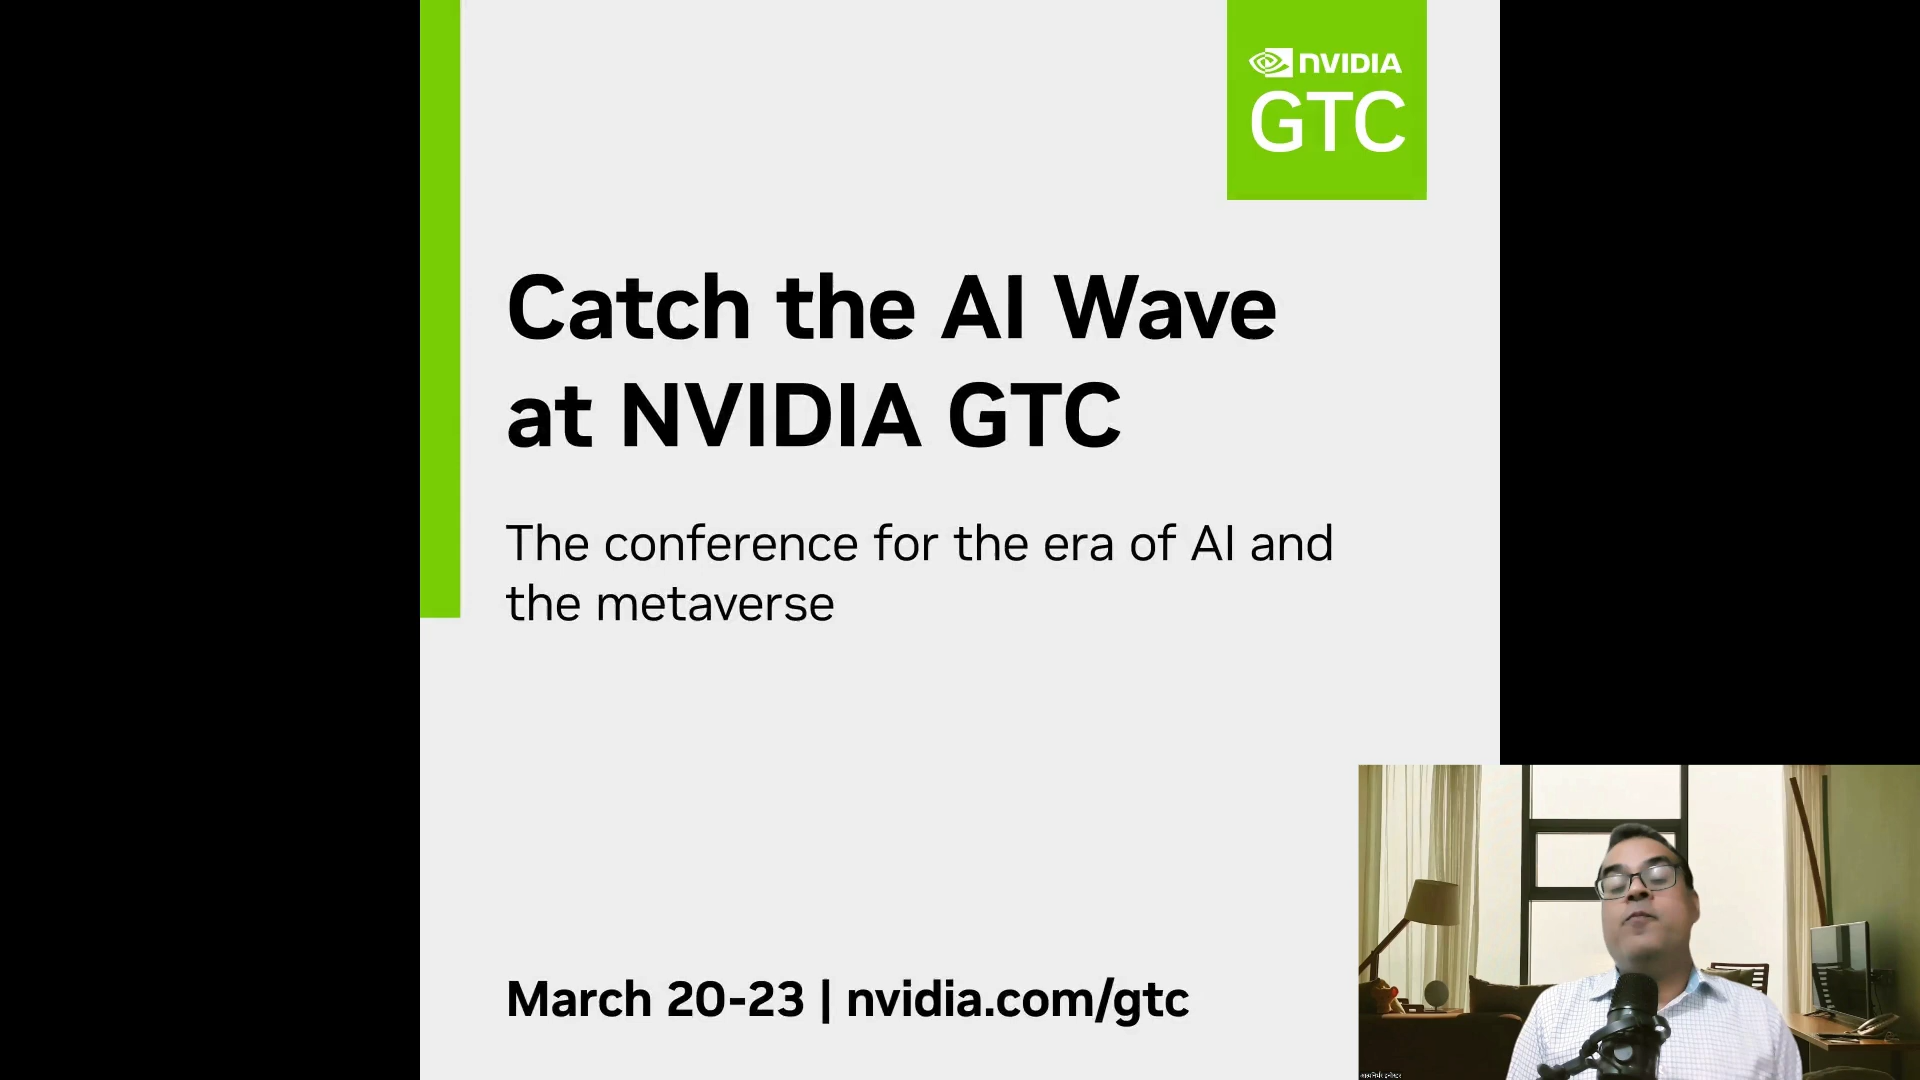 NVIDIA
GTC
Catch the AI Wave
at NVIDIA GTC
The conference for the era of AI and
the metaverse
March 20-23 | nvidia.com/gtc